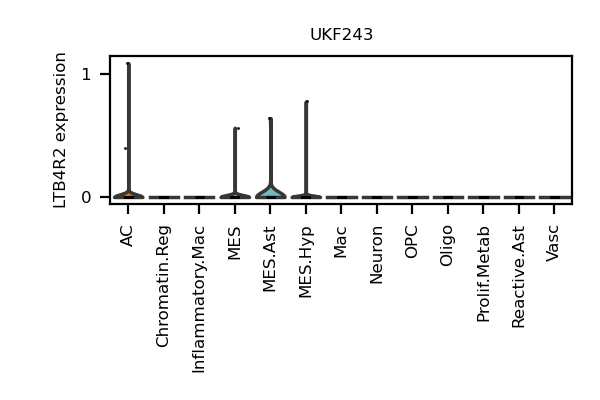 UKF243
LTB4R2 expression
1
0
AC
Chromatin.Reg
Inflammatory.Mac
MES
MES.Ast
MES.Hyp
Mac
Neuron
OPC
Oligo
Prolif.Metab
Reactive.Ast
Vasc